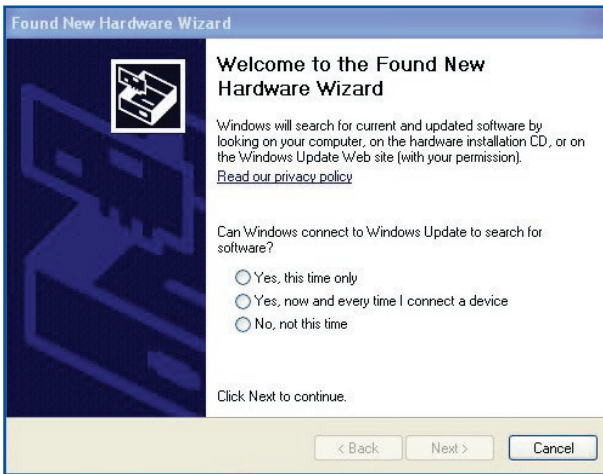 Found New Hardware Wizard
Welcome to the Found New
Hardware Wizard
Windows will search for current and updated software by
looking on your computer, on the hardware installation CD, or on
the Windows Update Web site (with your permission).
Read our privacy policy
Can Windows connect to Windows Update to search for
software?
Yes, this time only
Yes, now and every time I connect a device
No, not this time
Click Next to continue.
< Back Next > Cancel